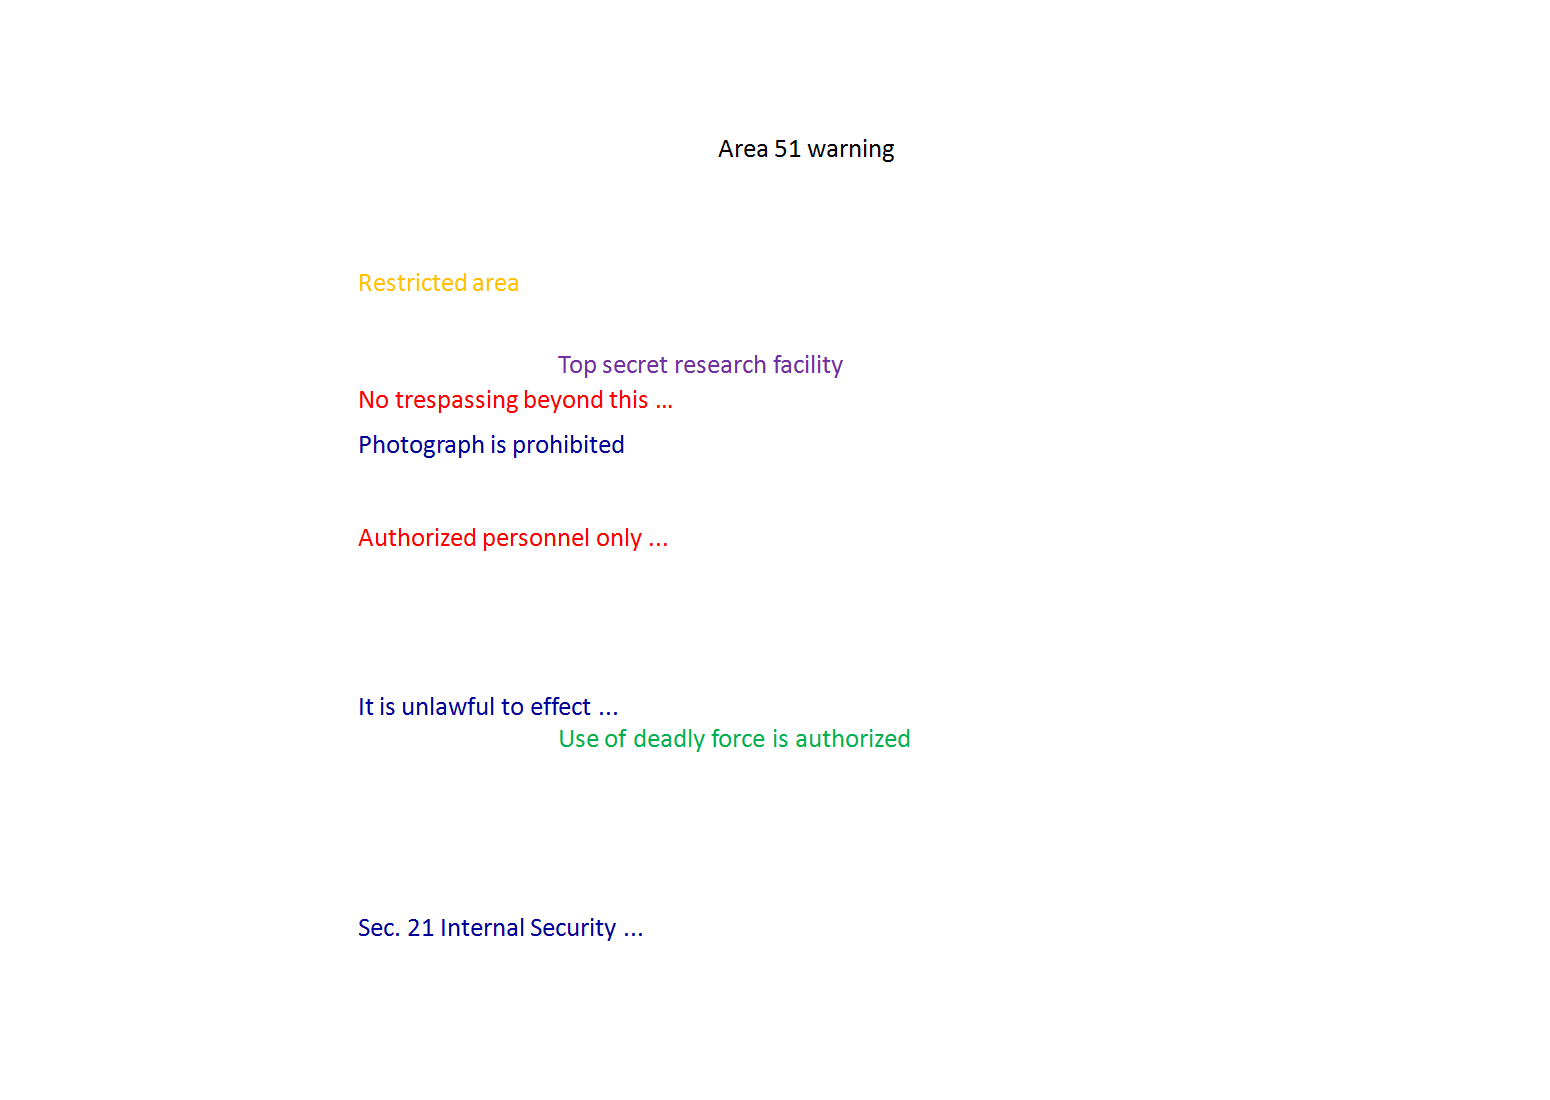 Area 51 warning
Restricted area
Top secret research facility
No trespassing beyond this ...
Photograph is prohibited
Authorized personnel only ...
It is unlawful to effect ...
Use of deadly force is authorized
Sec. 21 Internal Security ...